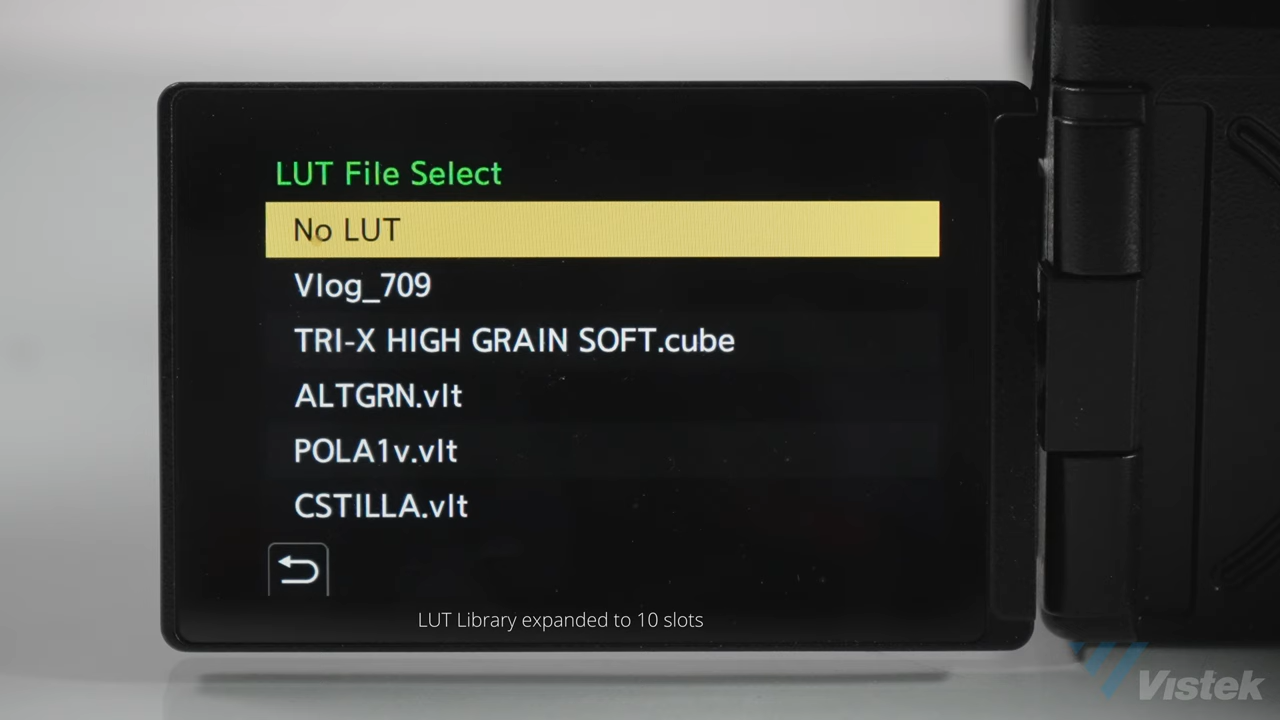 LUT File Select
No LUT
Vlog_709
TRI-X HIGH GRAIN SOFT.cube
ALTGRN.vlt
POLA1v.vlt
CSTILLA.vlt
LUT Library expanded to 10 slots
Vistek